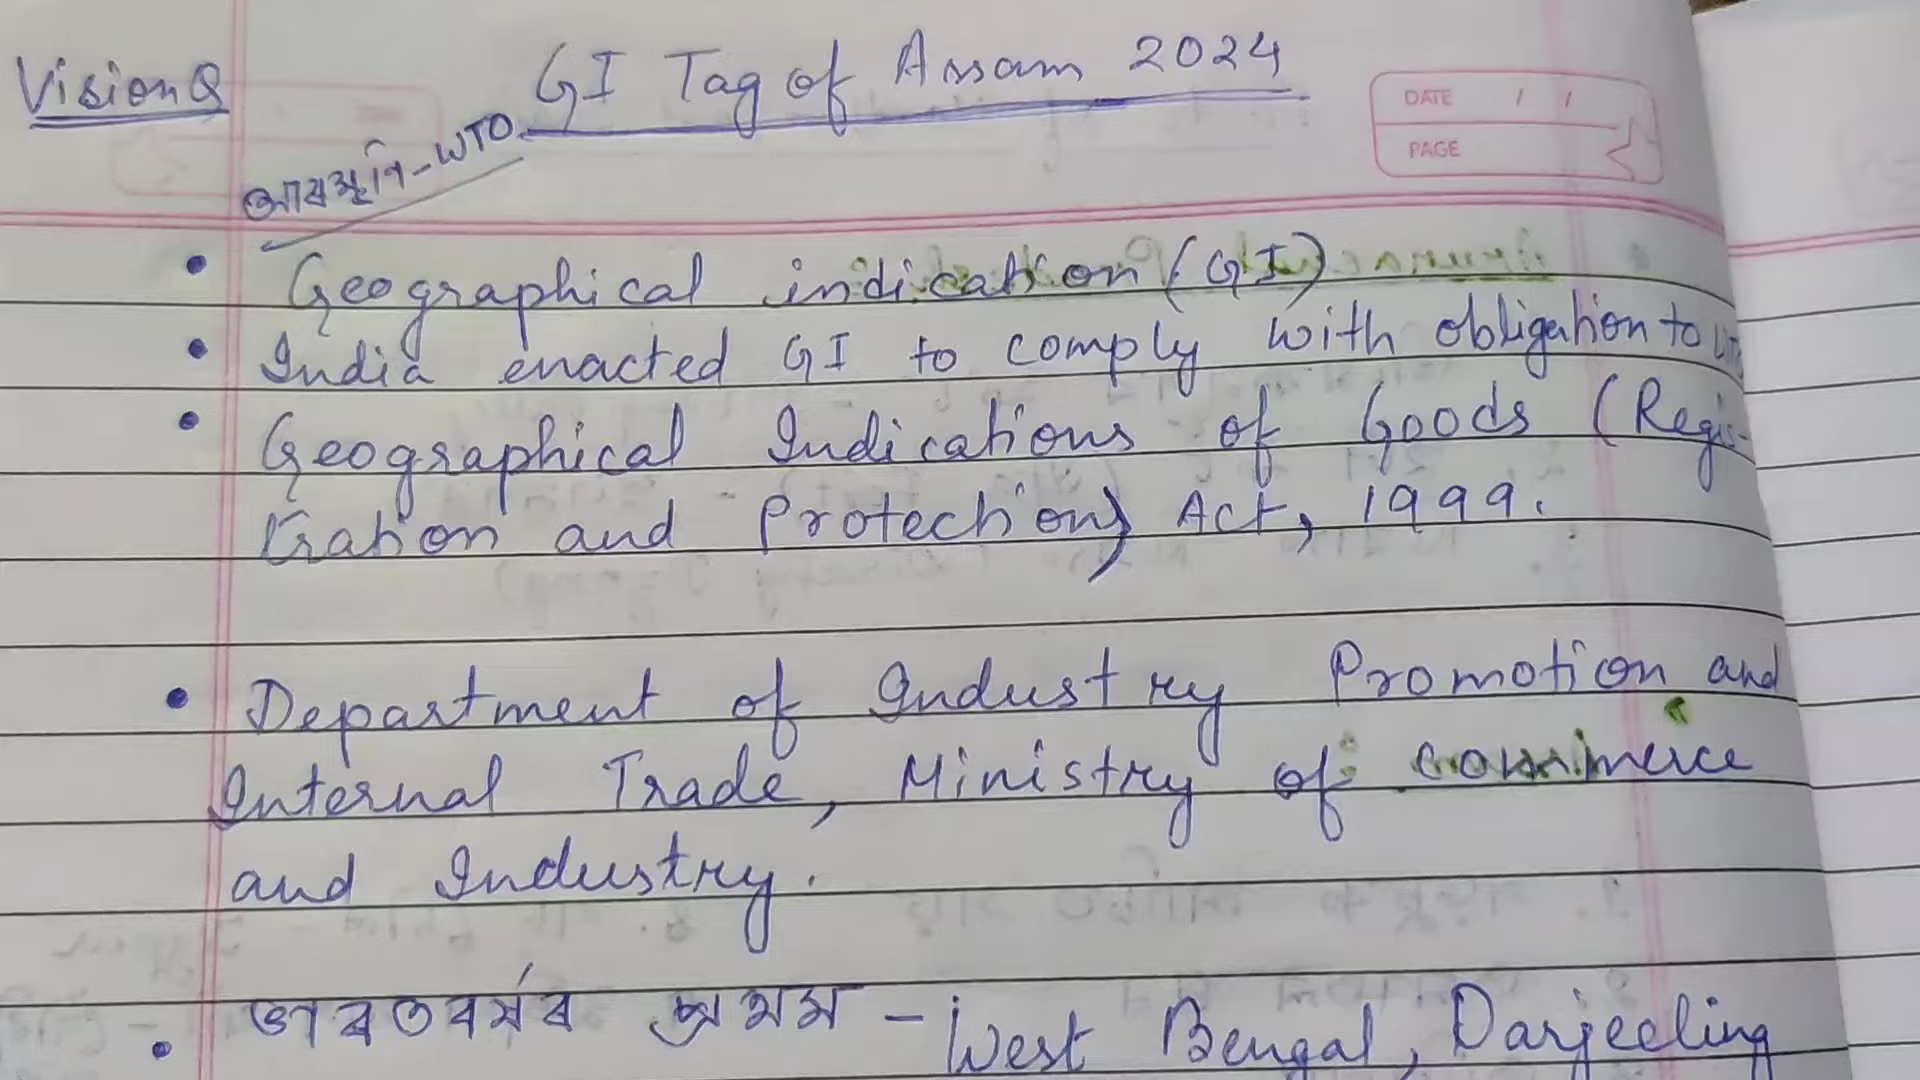 VisionQ
GI Tag of Assam 2024
DATE / /
PAGE
WTO
Geographical indication (GI)
India enacted GI to comply with obligation to
Geographical Indications of Goods (Regis-
tration and Protection) Act, 1999.
Department of Industry Promotion and
Internal Trade, Ministry of commerce
and Industry.
ভাৰতবৰ্ষৰ প্ৰথম - West Bengal, Darjeeling